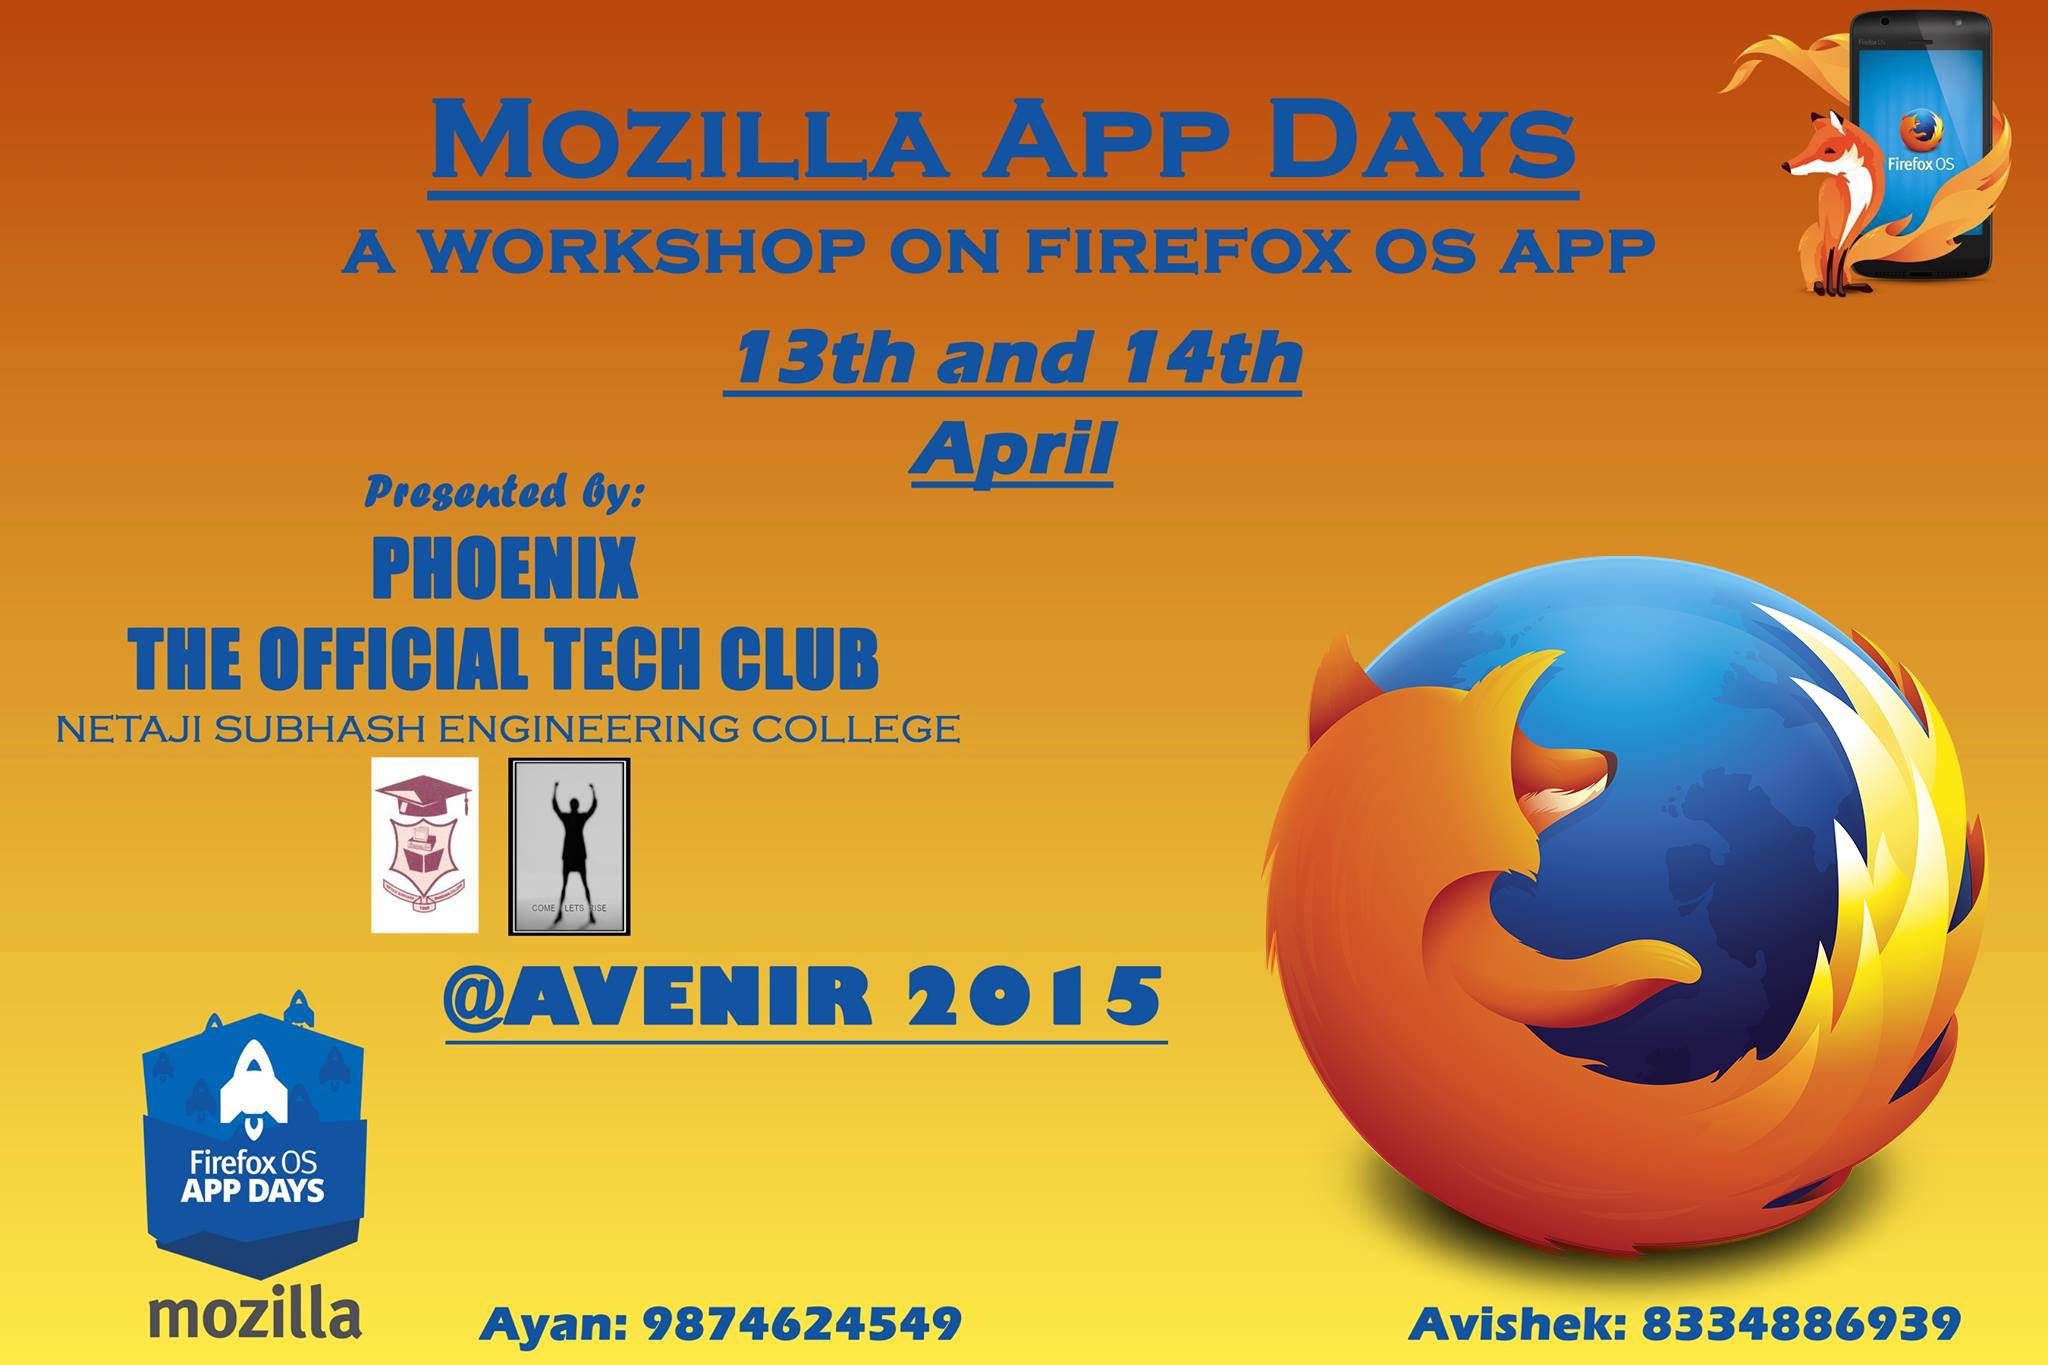 MOZILLA APP DAYS
A WORKSHOP ON FIREFOX OS APP
13th and 14th
April
Firefox OS
Presented by:
PHOENIX
THE OFFICIAL TECH CLUB
NETAJI SUBHASH ENGINEERING COLLEGE
COME LETS RISE
@AVENIR 2015
Firefox OS
APP DAYS
mozilla
Ayan: 9874624549
Avishek: 8334886939